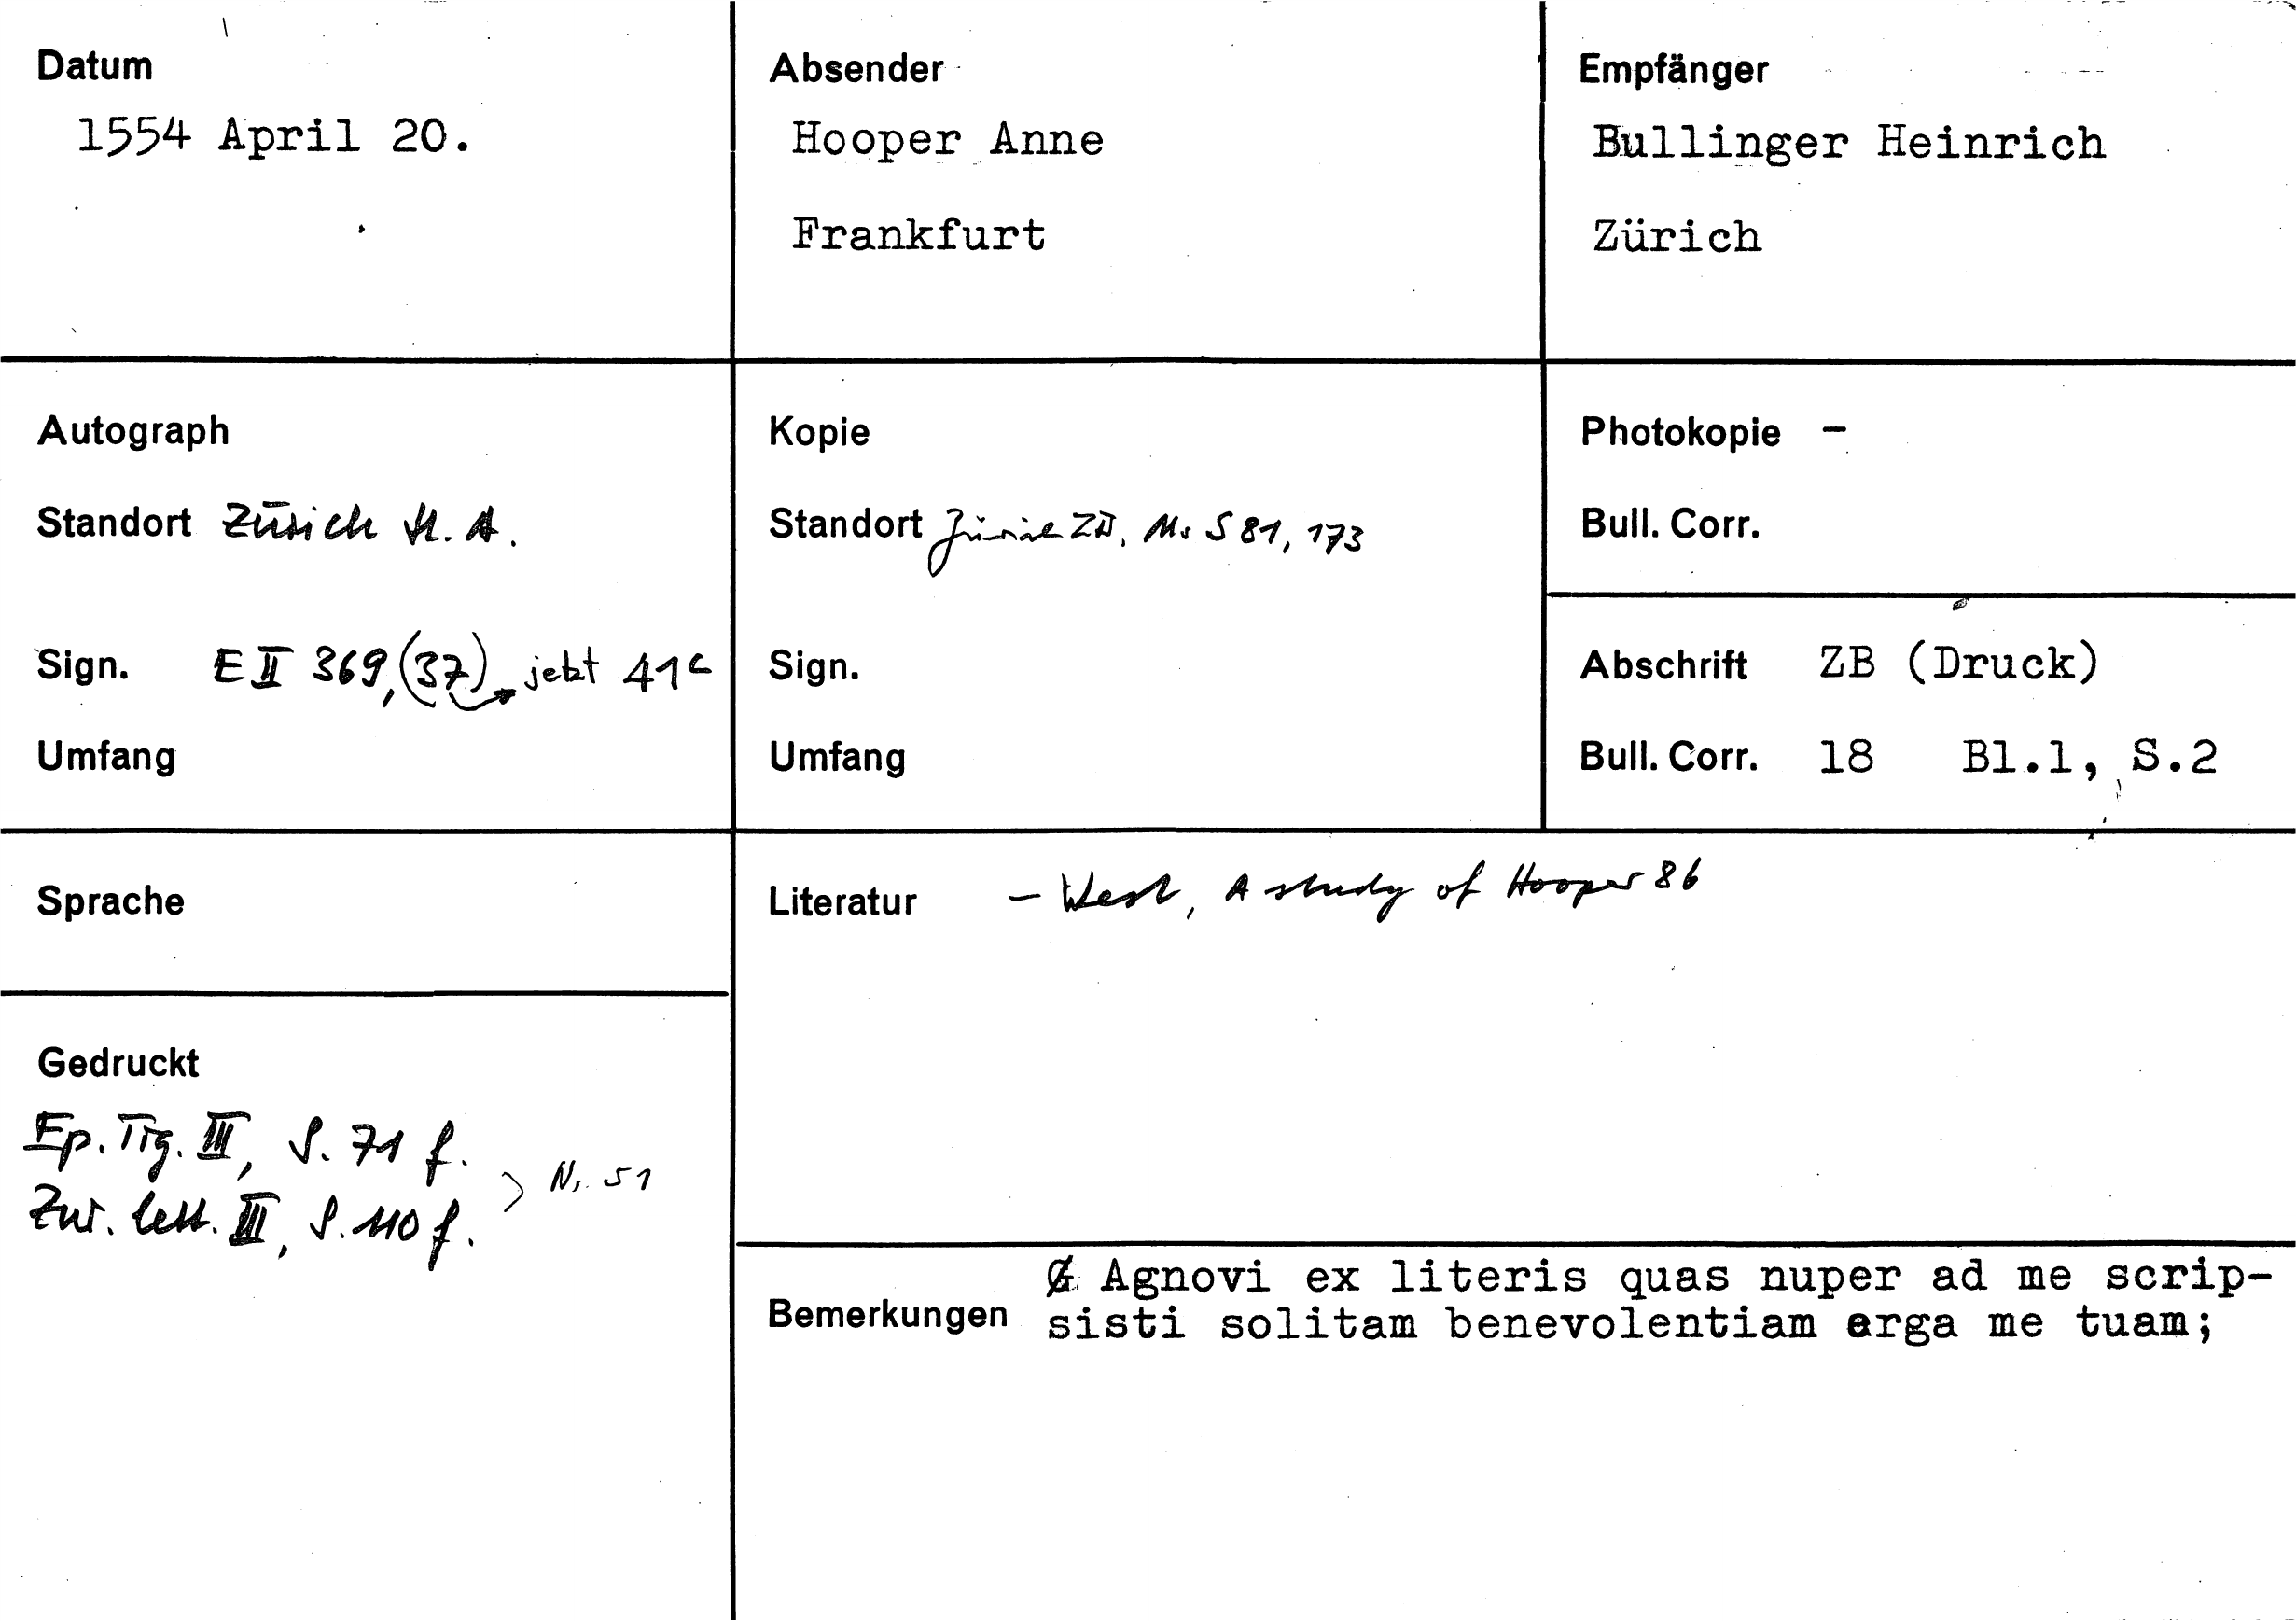 Datum
1554 April 20.
Absender
Hooper Anne
Frankfurt
Empfänger
Bullinger Heinrich
Zürich
Autograph
Standort Zürich St. A.
Sign. E II 369, (37) jetzt 41c
Umfang
Kopie
Standort Zürich ZB, Ms S 81, 173
Sign.
Umfang
Photokopie –
Bull. Corr.
Abschrift ZB (Druck)
Bull. Corr. 18 Bl.1, S.2
Sprache
Gedruckt
Ep. Tig. III, S. 71 f.
Zur. lett. III, S. 110 f.
> Nr. 51
Literatur – West, A study of Hooper 86
Bemerkungen
Agnovi ex literis quas nuper ad me scrip-
sisti solitam benevolentiam erga me tuam;